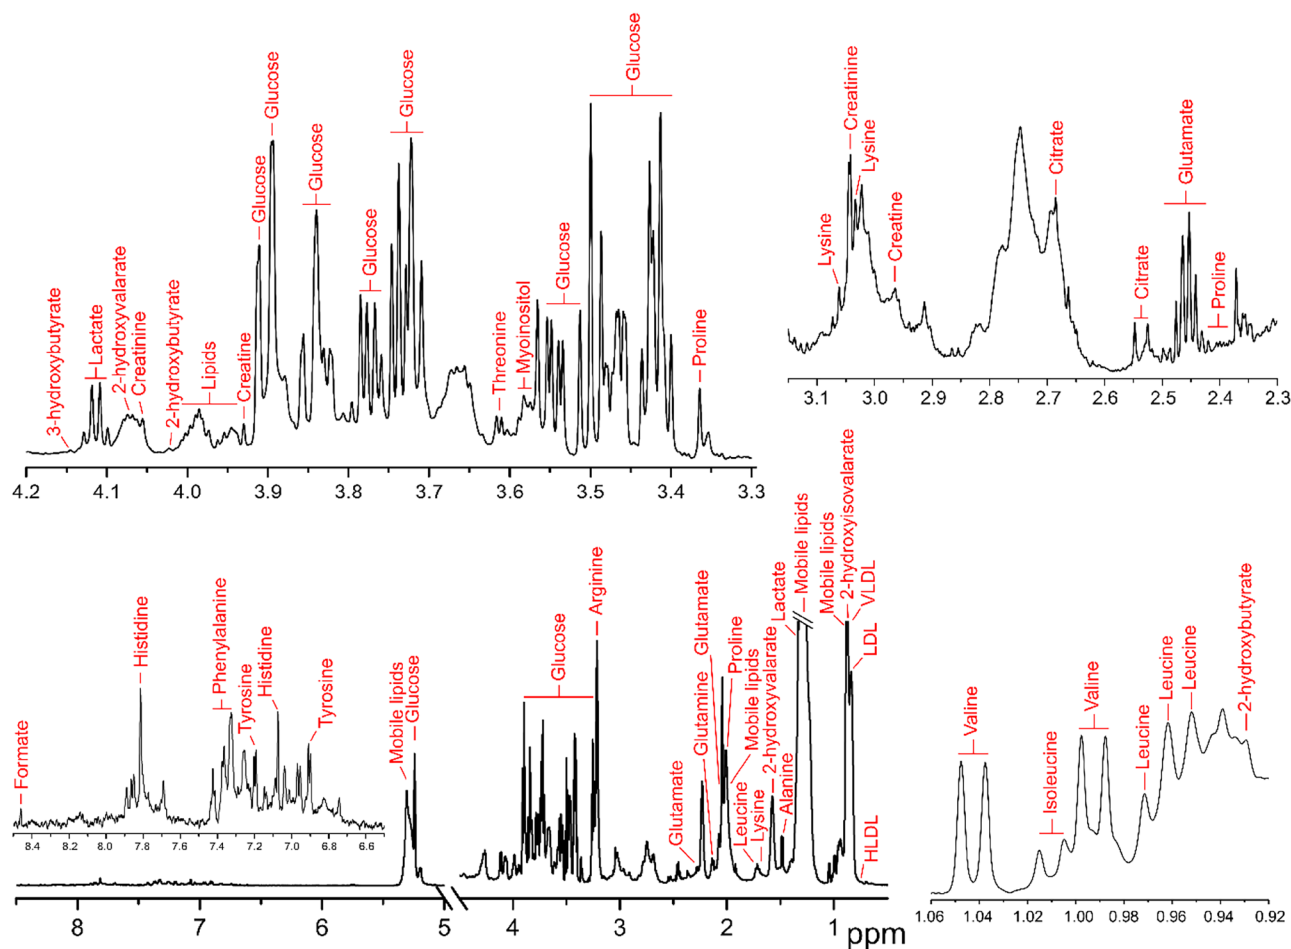 3-hydroxybutyrate
Lactate
2-hydroxyvalarate
Creatinine
2-hydroxybutyrate
Lipids
Creatine
Glucose
Glucose
Glucose
Glucose
Glucose
Threonine
Myoinositol
Glucose
Glucose
Proline
4.2 4.1 4.0 3.9 3.8 3.7 3.6 3.5 3.4 3.3
Lysine
Creatinine
Lysine
Creatine
Citrate
Citrate
Glutamate
Proline
3.1 3.0 2.9 2.8 2.7 2.6 2.5 2.4 2.3
Formate
Histidine
Phenylalanine
Tyrosine
Histidine
Tyrosine
8.4 8.2 8.0 7.8 7.6 7.4 7.2 7.0 6.8 6.6
Mobile lipids
Glucose
Glucose
Arginine
Glutamate
Glutamine
Glutamate
Proline
Mobile lipids
Leucine
Lysine
2-hydroxyvalarate
Alanine
Lactate
Mobile lipids
Mobile lipids
2-hydroxyisovalarate
VLDL
LDL
HLDL
8 7 6 5 4 3 2 1 ppm
Valine
Isoleucine
Valine
Leucine
Leucine
Leucine
2-hydroxybutyrate
1.06 1.04 1.02 1.00 0.98 0.96 0.94 0.92